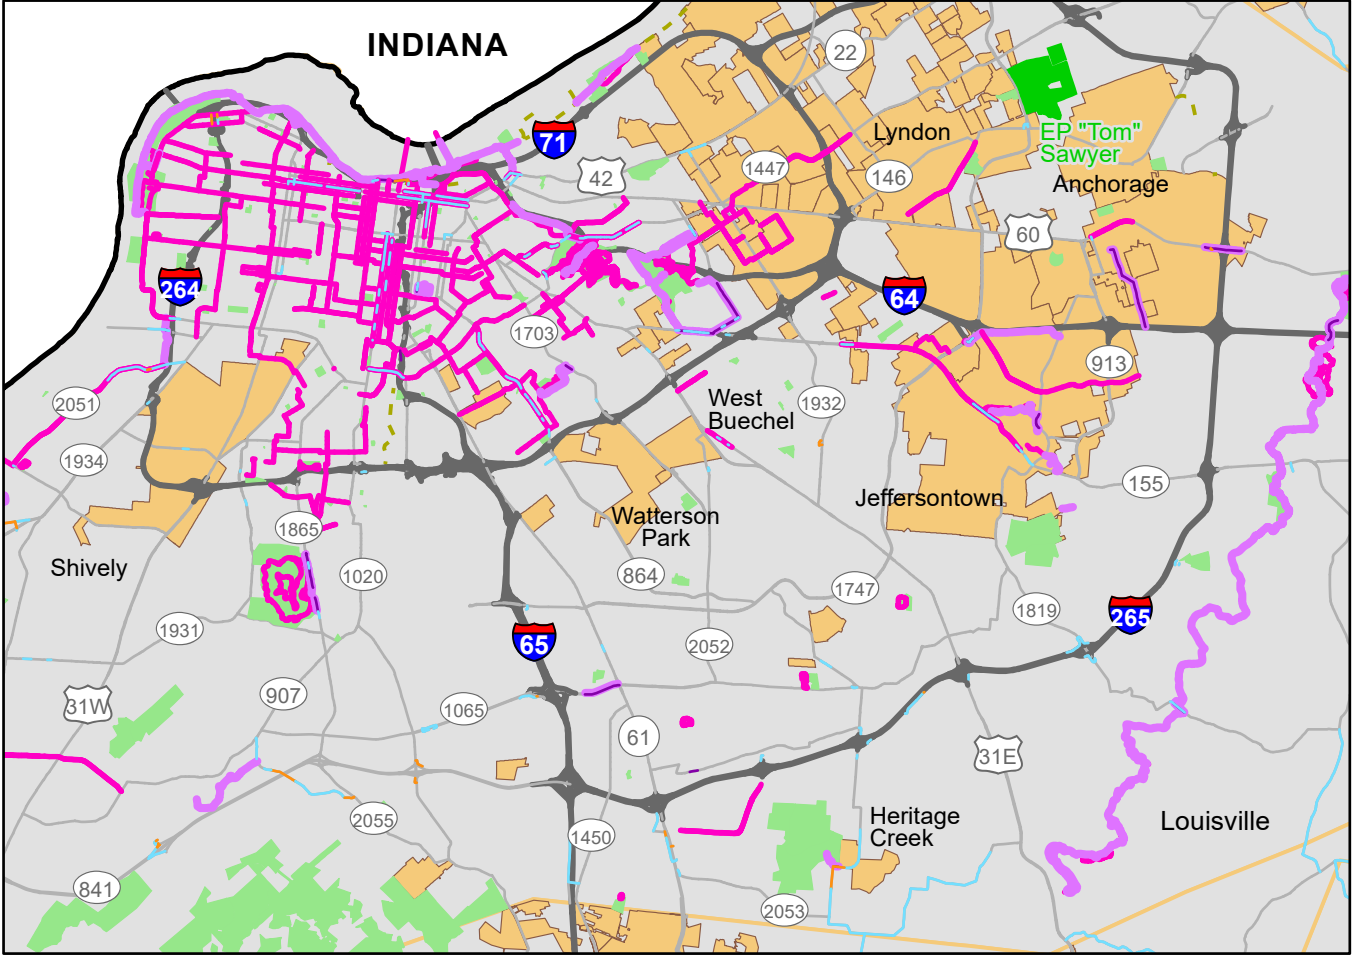 INDIANA
22
71
Lyndon
EP "Tom"
Sawyer
1447
42
146
Anchorage
60
264
64
1703
913
2051
West
Buechel
1932
1934
155
Jeffersontown
Watterson
Park
1865
Shively
1020
864
1747
1819
265
1931
65
2052
907
31W
1065
61
31E
Heritage
Creek
Louisville
2055
1450
841
2053